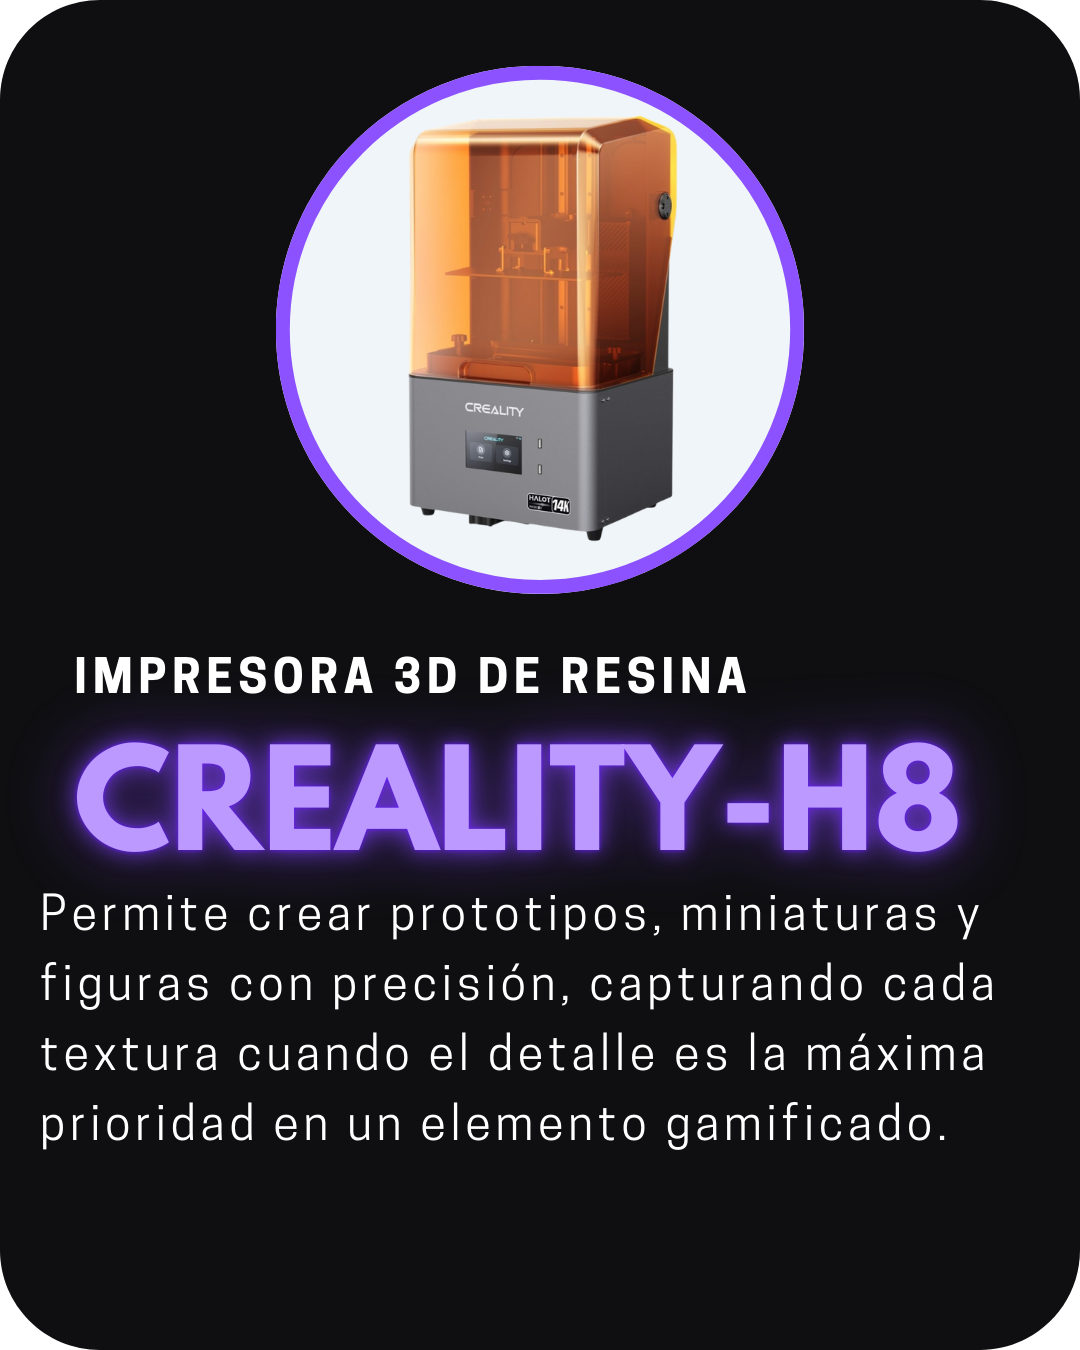 CREALITY
CREALITY
HALOT
14K
IMPRESORA 3D DE RESINA
CREALITY-H8
Permite crear prototipos, miniaturas y
figuras con precisión, capturando cada
textura cuando el detalle es la máxima
prioridad en un elemento gamificado.